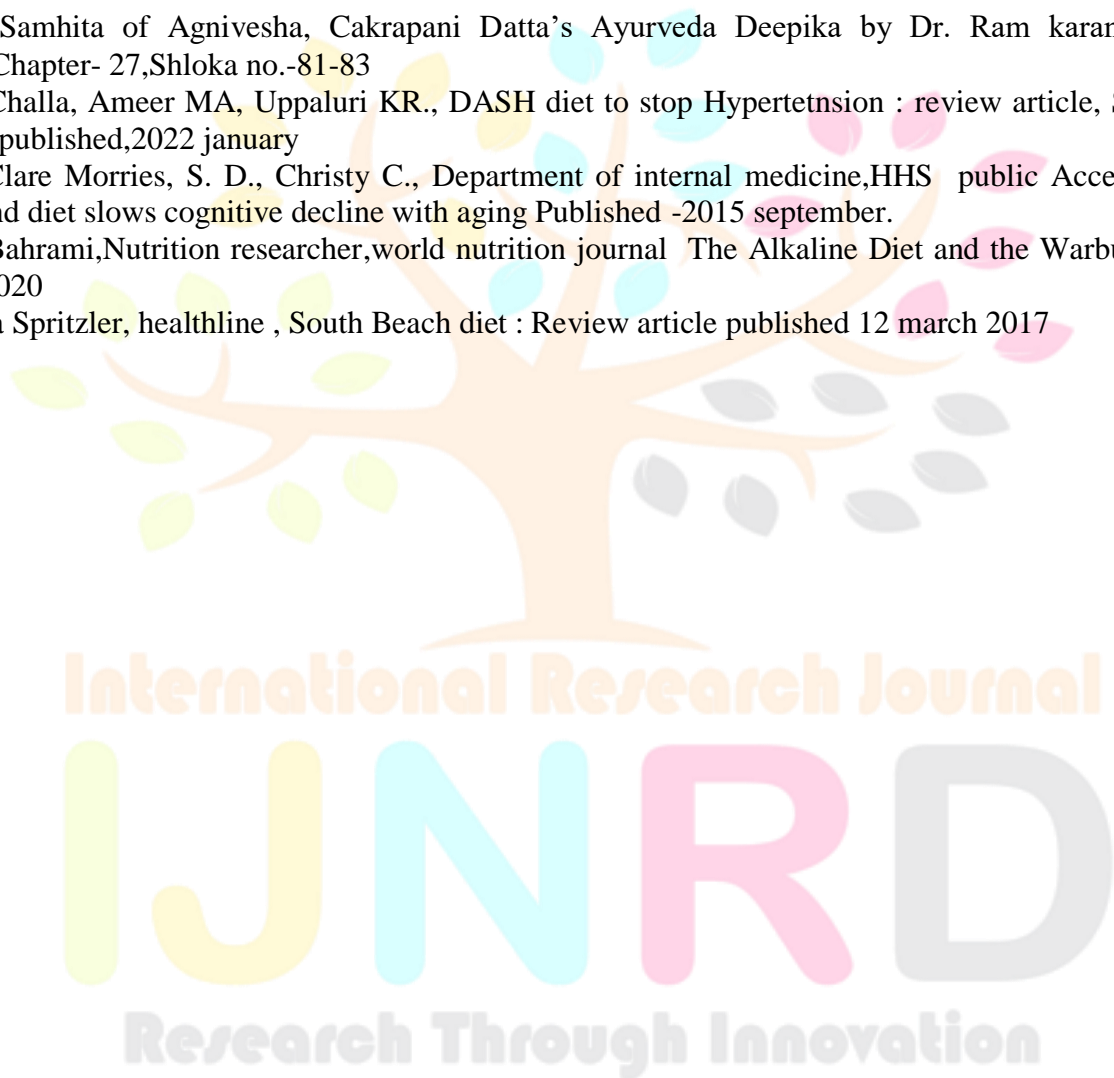 Samhita of Agnivesha, Cakrapani Datta's Ayurveda Deepika by Dr. Ram karan
Chapter- 27,Shloka no.-81-83
Challa, Ameer MA, Uppaluri KR., DASH diet to stop Hypertetnsion : review article,
published,2022 january
Clare Morries, S. D., Christy C., Department of internal medicine,HHS public
diet slows cognitive decline with aging Published -2015 september.
Bahrami,Nutrition researcher,world nutrition journal The Alkaline Diet and the
Spritzler, healthline , South Beach diet : Review article published 12 march 2017
International Research Journal
IJNRD
Research Through Innovation